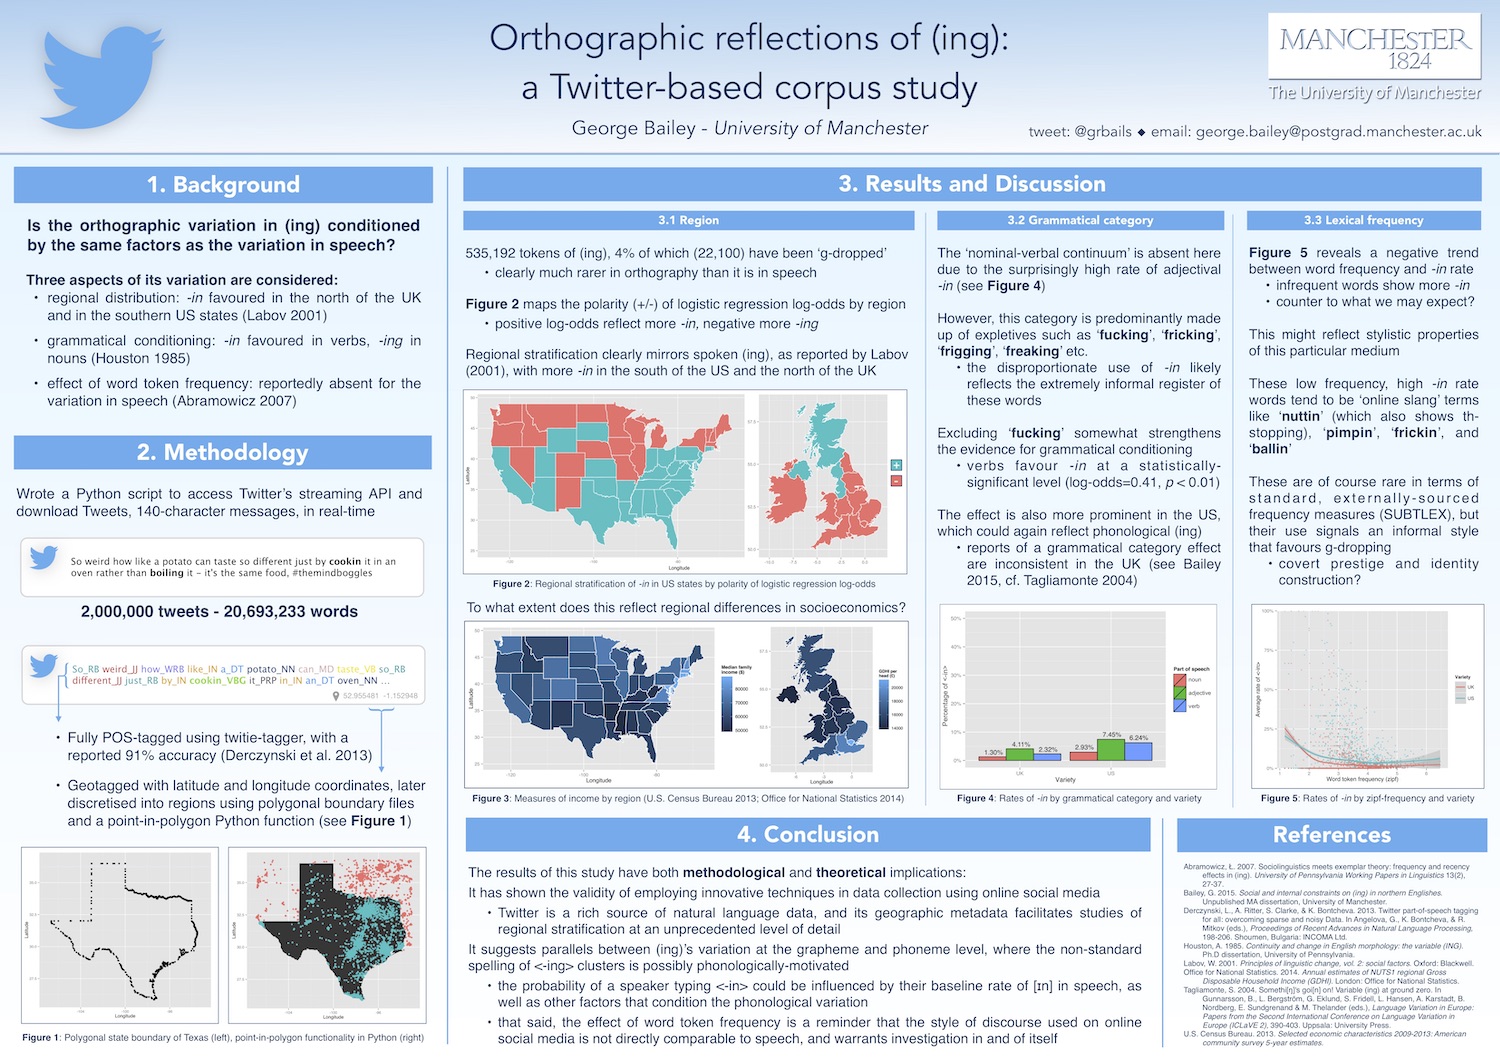 Orthographic reflections of (ing):
a Twitter-based corpus study
George Bailey - University of Manchester
MANCHESTER
1824
The University of Manchester
tweet: @grbails ◆ email: george.bailey@postgrad.manchester.ac.uk
1. Background
Is the orthographic variation in (ing) conditioned
by the same factors as the variation in speech?
Three aspects of its variation are considered:
• regional distribution: -in favoured in the north of the UK
and in the southern US states (Labov 2001)
• grammatical conditioning: -in favoured in verbs, -ing in
nouns (Houston 1985)
• effect of word token frequency: reportedly absent for the
variation in speech (Abramowicz 2007)
2. Methodology
Wrote a Python script to access Twitter's streaming API and
download Tweets, 140-character messages, in real-time
So weird how like a potato can taste so different just by cookin it in an
oven rather than boiling it – it's the same food, #themindboggles
2,000,000 tweets - 20,693,233 words
So_RB weird_JJ how_WRB like_IN a_DT potato_NN can_MD taste_VB so_RB
different_JJ just_RB by_IN cookin_VBG it_PRP in_IN an_DT oven_NN ...
52.955481 -1.152948
• Fully POS-tagged using twitie-tagger, with a
reported 91% accuracy (Derczynski et al. 2013)
• Geotagged with latitude and longitude coordinates, later
discretised into regions using polygonal boundary files
and a point-in-polygon Python function (see Figure 1)
Longitude
Longitude
Figure 1: Polygonal state boundary of Texas (left), point-in-polygon functionality in Python (right)
3. Results and Discussion
3.1 Region
535,192 tokens of (ing), 4% of which (22,100) have been 'g-dropped'
• clearly much rarer in orthography than it is in speech
Figure 2 maps the polarity (+/-) of logistic regression log-odds by region
• positive log-odds reflect more -in, negative more -ing
Regional stratification clearly mirrors spoken (ing), as reported by Labov
(2001), with more -in in the south of the US and the north of the UK
Latitude
Longitude
+
-
Figure 2: Regional stratification of -in in US states by polarity of logistic regression log-odds
To what extent does this reflect regional differences in socioeconomics?
Latitude
Longitude
Median family
income ($)
80000
70000
60000
50000
GDHI per
head (£)
20000
18000
16000
14000
Figure 3: Measures of income by region (U.S. Census Bureau 2013; Office for National Statistics 2014)
3.2 Grammatical category
The 'nominal-verbal continuum' is absent here
due to the surprisingly high rate of adjectival
-in (see Figure 4)
However, this category is predominantly made
up of expletives such as 'fucking', 'fricking',
'frigging', 'freaking' etc.
• the disproportionate use of -in likely
reflects the extremely informal register of
these words
Excluding 'fucking' somewhat strengthens
the evidence for grammatical conditioning
• verbs favour -in at a statistically-
significant level (log-odds=0.41, p < 0.01)
The effect is also more prominent in the US,
which could again reflect phonological (ing)
• reports of a grammatical category effect
are inconsistent in the UK (see Bailey
2015, cf. Tagliamonte 2004)
Percentage of <-in>
50%
40%
30%
20%
10%
0%
1.30%
4.11%
2.32%
2.93%
7.45%
6.24%
UK
US
Variety
Part of speech
noun
adjective
verb
Figure 4: Rates of -in by grammatical category and variety
3.3 Lexical frequency
Figure 5 reveals a negative trend
between word frequency and -in rate
• infrequent words show more -in
• counter to what we may expect?
This might reflect stylistic properties
of this particular medium
These low frequency, high -in rate
words tend to be 'online slang' terms
like 'nuttin' (which also shows th-
stopping), 'pimpin', 'frickin', and
'ballin'
These are of course rare in terms of
standard, externally-sourced
frequency measures (SUBTLEX), but
their use signals an informal style
that favours g-dropping
• covert prestige and identity
construction?
Average rate of <-in>
100%
75%
50%
25%
0%
Word token frequency (zipf)
Variety
UK
US
Figure 5: Rates of -in by zipf-frequency and variety
4. Conclusion
The results of this study have both methodological and theoretical implications:
It has shown the validity of employing innovative techniques in data collection using online social media
• Twitter is a rich source of natural language data, and its geographic metadata facilitates studies of
regional stratification at an unprecedented level of detail
It suggests parallels between (ing)'s variation at the grapheme and phoneme level, where the non-standard
spelling of <-ing> clusters is possibly phonologically-motivated
• the probability of a speaker typing <-in> could be influenced by their baseline rate of [ɪn] in speech, as
well as other factors that condition the phonological variation
• that said, the effect of word token frequency is a reminder that the style of discourse used on online
social media is not directly comparable to speech, and warrants investigation in and of itself
References
Abramowicz, Ł. 2007. Sociolinguistics meets exemplar theory: frequency and recency
effects in (ing). University of Pennsylvania Working Papers in Linguistics 13(2),
27-37.
Bailey, G. 2015. Social and internal constraints on (ing) in northern Englishes.
Unpublished MA dissertation, University of Manchester.
Derczynski, L., A. Ritter, S. Clarke, & K. Bontcheva. 2013. Twitter part-of-speech tagging
for all: overcoming sparse and noisy Data. In Angelova, G., K. Bontcheva, & R.
Mitkov (eds.), Proceedings of Recent Advances in Natural Language Processing,
198-206. Shoumen, Bulgaria: INCOMA Ltd.
Houston, A. 1985. Continuity and change in English morphology: the variable (ING).
Ph.D dissertation, University of Pennsylvania.
Labov, W. 2001. Principles of linguistic change, vol. 2: social factors. Oxford: Blackwell.
Office for National Statistics. 2014. Annual estimates of NUTS1 regional Gross
Disposable Household Income (GDHI). London: Office for National Statistics.
Tagliamonte, S. 2004. Somethi[ŋ]'s goi[n] on! Variable (ing) at ground zero. In
Gunnarsson, B., L. Bergström, G. Eklund, S. Fridell, L. Hansen, A. Karstadt, B.
Nordberg, E. Sundgrenand & M. Thelander (eds.), Language Variation in Europe:
Papers from the Second International Conference on Language Variation in
Europe (ICLaVE 2), 390-403. Uppsala: University Press.
U.S. Census Bureau. 2013. Selected economic characteristics 2009-2013: American
community survey 5-year estimates.